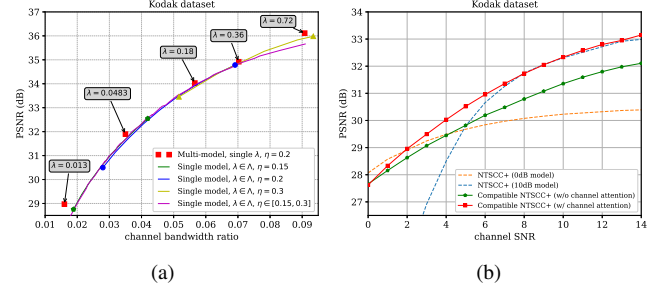 Kodak dataset
37
36
35
34
33
32
31
30
29
PSNR (dB)
0.01 0.02 0.03 0.04 0.05 0.06 0.07 0.08 0.09
channel bandwidth ratio
λ = 0.013
λ = 0.0483
λ = 0.18
λ = 0.36
λ = 0.72
Multi-model, single λ, η = 0.2
Single model, λ ∈ Λ, η = 0.15
Single model, λ ∈ Λ, η = 0.2
Single model, λ ∈ Λ, η = 0.3
Single model, λ ∈ Λ, η ∈ [0.15, 0.3]
(a)
Kodak dataset
34
33
32
31
30
29
28
27
PSNR (dB)
0 2 4 6 8 10 12 14
channel SNR
NTSCC+ (0dB model)
NTSCC+ (10dB model)
Compatible NTSCC+ (w/o channel attention)
Compatible NTSCC+ (w/ channel attention)
(b)